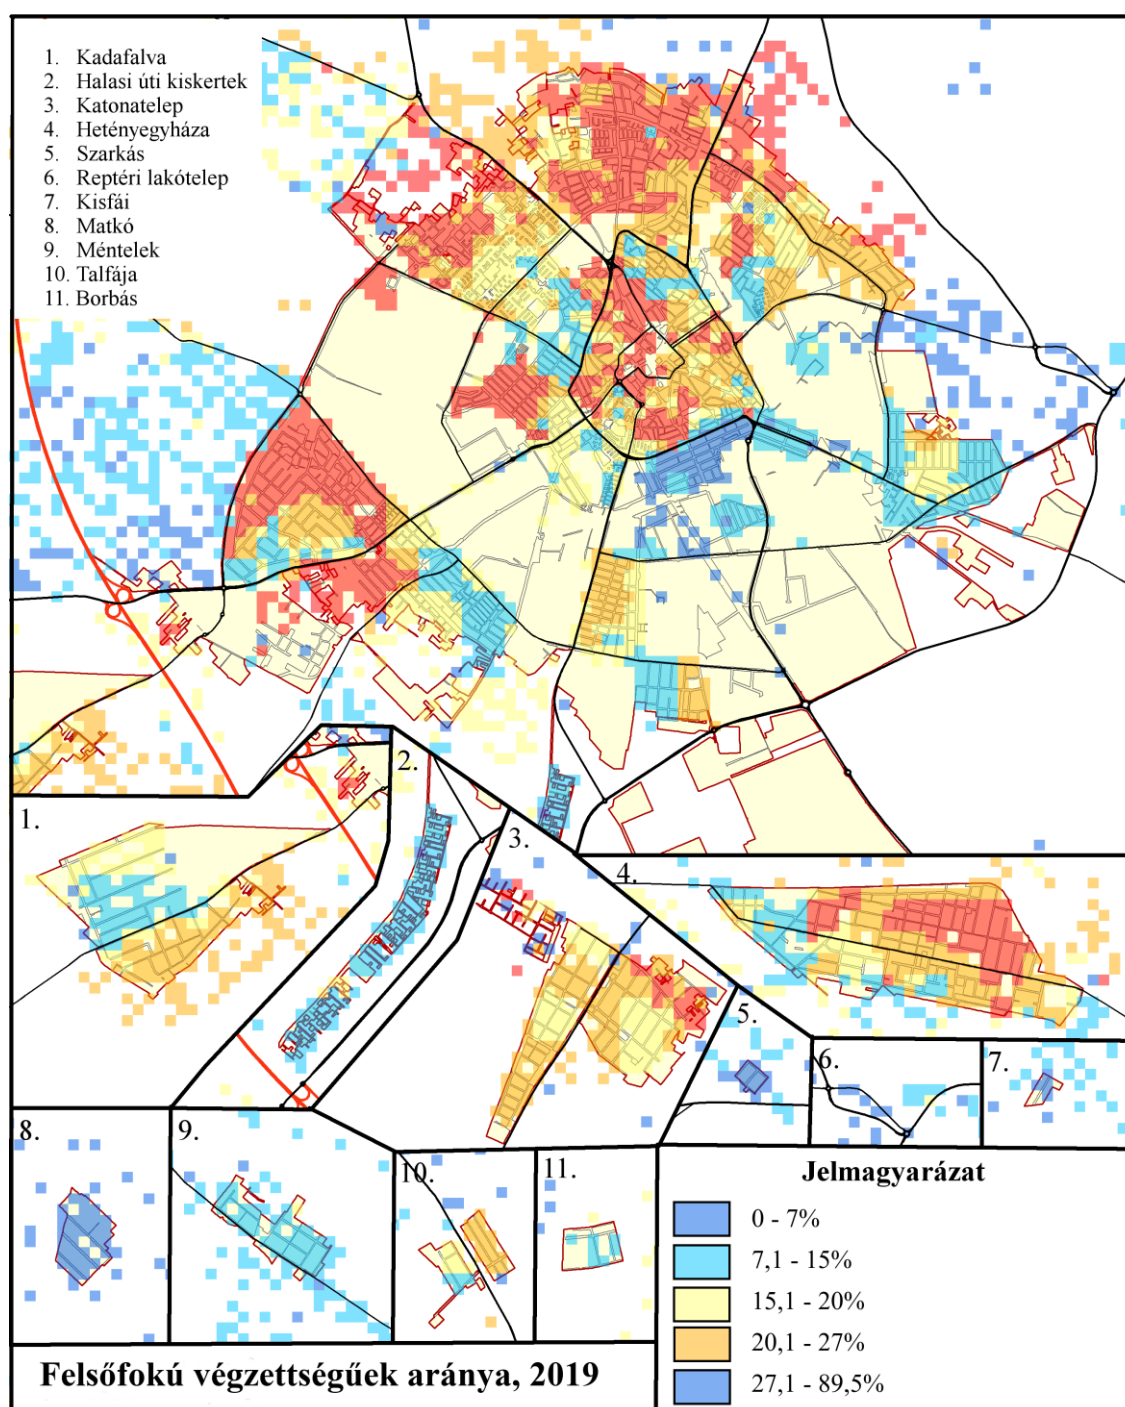 1. Kadafalva
2. Halasi úti kiskertek
3. Katonatelep
4. Hetényegyháza
5. Szarkás
6. Reptéri lakótelep
7. Kisfái
8. Matkó
9. Méntelek
10. Talfája
11. Borbás
1.
2.
3.
4.
5.
6.
7.
8.
9.
10.
11.
Jelmagyarázat
0 - 7%
7,1 - 15%
15,1 - 20%
20,1 - 27%
27,1 - 89,5%
Felsőfokú végzettségűek aránya, 2019